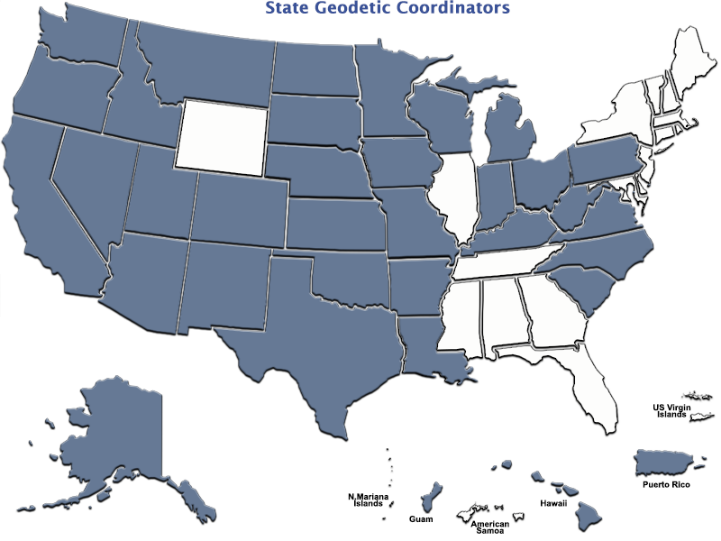 State Geodetic Coordinators
US Virgin
Islands
Puerto Rico
N.Mariana
Islands
Guam
American
Samoa
Hawaii